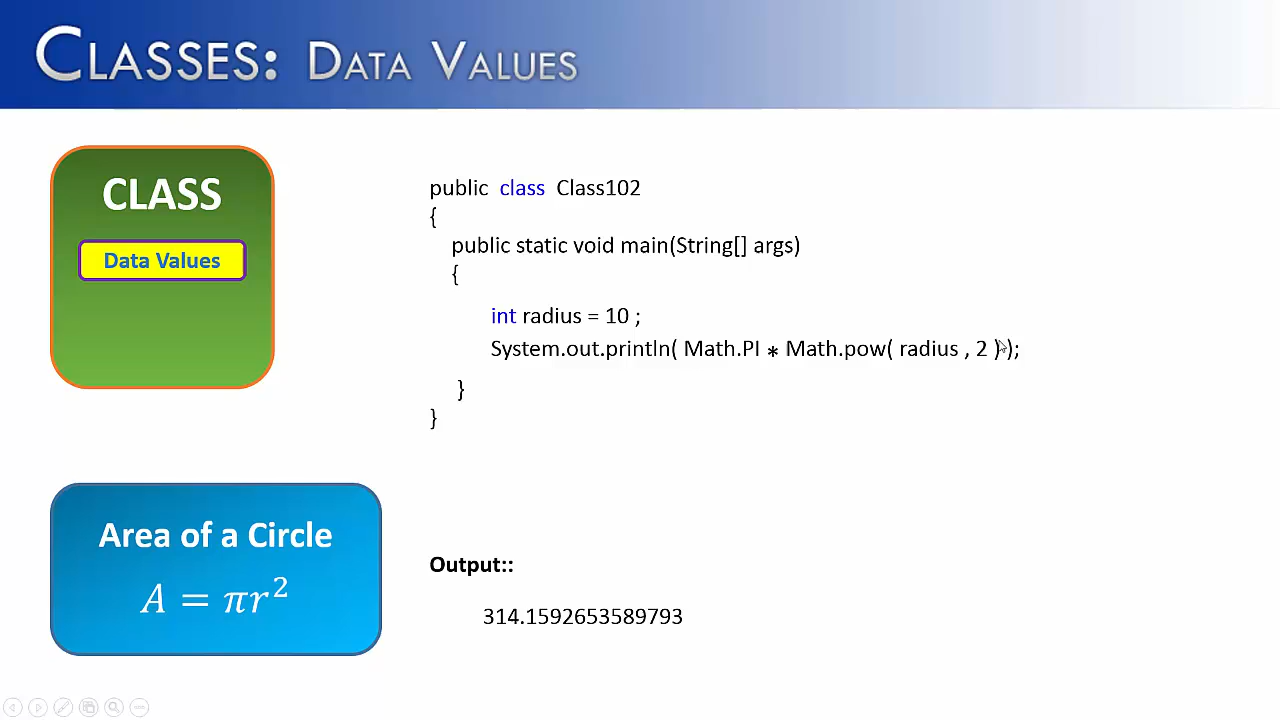 CLASSES: DATA VALUES
CLASS
Data Values
public class Class102
{
public static void main(String[] args)
{
int radius = 10 ;
System.out.println( Math.PI * Math.pow( radius , 2 ) );
}
}
Area of a Circle
A = πr²
Output::
314.1592653589793